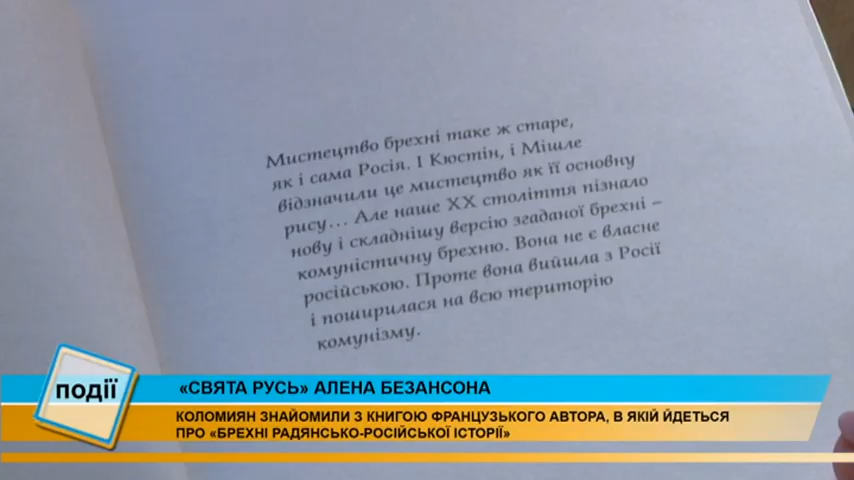 Мистецтво брехні таке ж старе,
як і сама Росія. І Кюстін, і Мішле
відзначили це мистецтво як її основну
рису... Але наше ХХ століття пізнало
нову і складнішу версію згаданої брехні –
комуністичну брехню. Вона не є власне
російською. Проте вона вийшла з Росії
і поширилася на всю територію
комунізму.
ПОДІЇ
«СВЯТА РУСЬ» АЛЕНА БЕЗАНСОНА
КОЛОМИЯН ЗНАЙОМИЛИ З КНИГОЮ ФРАНЦУЗЬКОГО АВТОРА, В ЯКІЙ ЙДЕТЬСЯ
ПРО «БРЕХНІ РАДЯНСЬКО-РОСІЙСЬКОЇ ІСТОРІЇ»